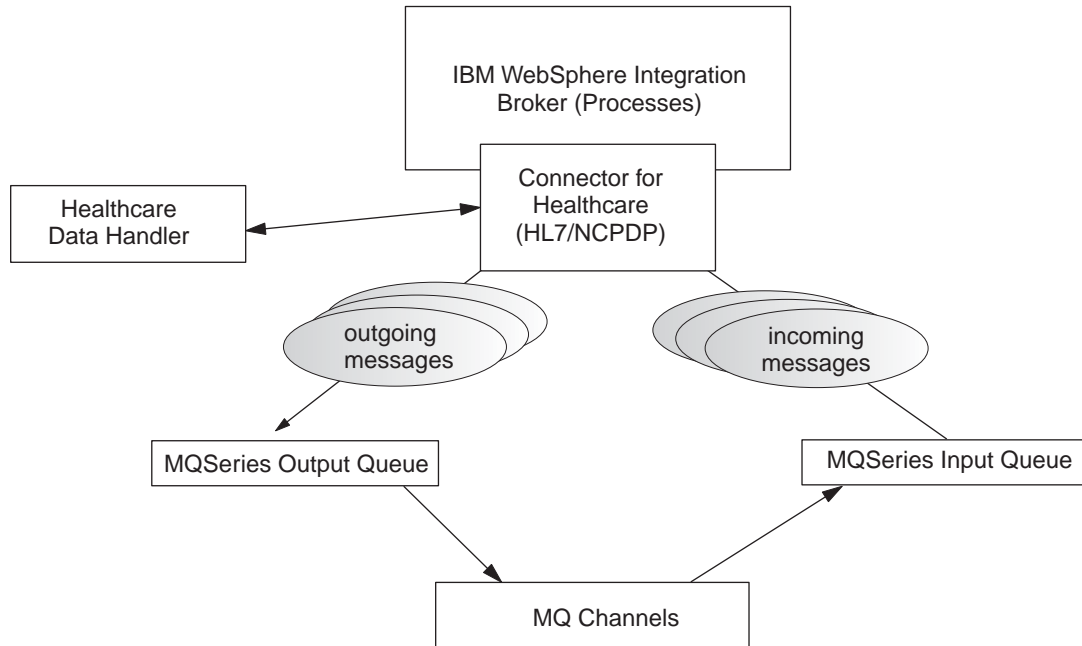 IBM WebSphere Integration
Broker (Processes)
Connector for
Healthcare
(HL7/NCPDP)
Healthcare
Data Handler
outgoing
messages
incoming
messages
MQSeries Output Queue
MQSeries Input Queue
MQ Channels